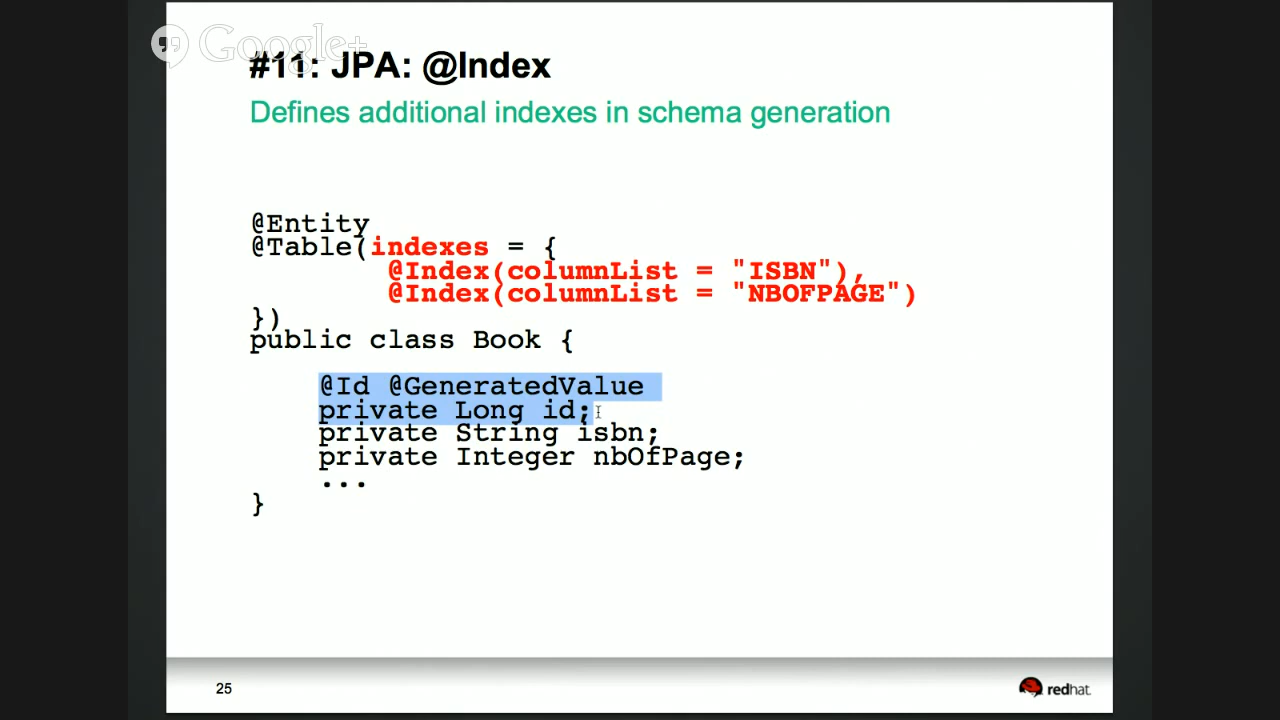 Google+
#11: JPA: @Index
Defines additional indexes in schema generation
@Entity
@Table(indexes = {
@Index(columnList = "ISBN"),
@Index(columnList = "NBOFPAGE")
})
public class Book {
@Id @GeneratedValue
private Long id;
private String isbn;
private Integer nbOfPage;
...
}
25
redhat.